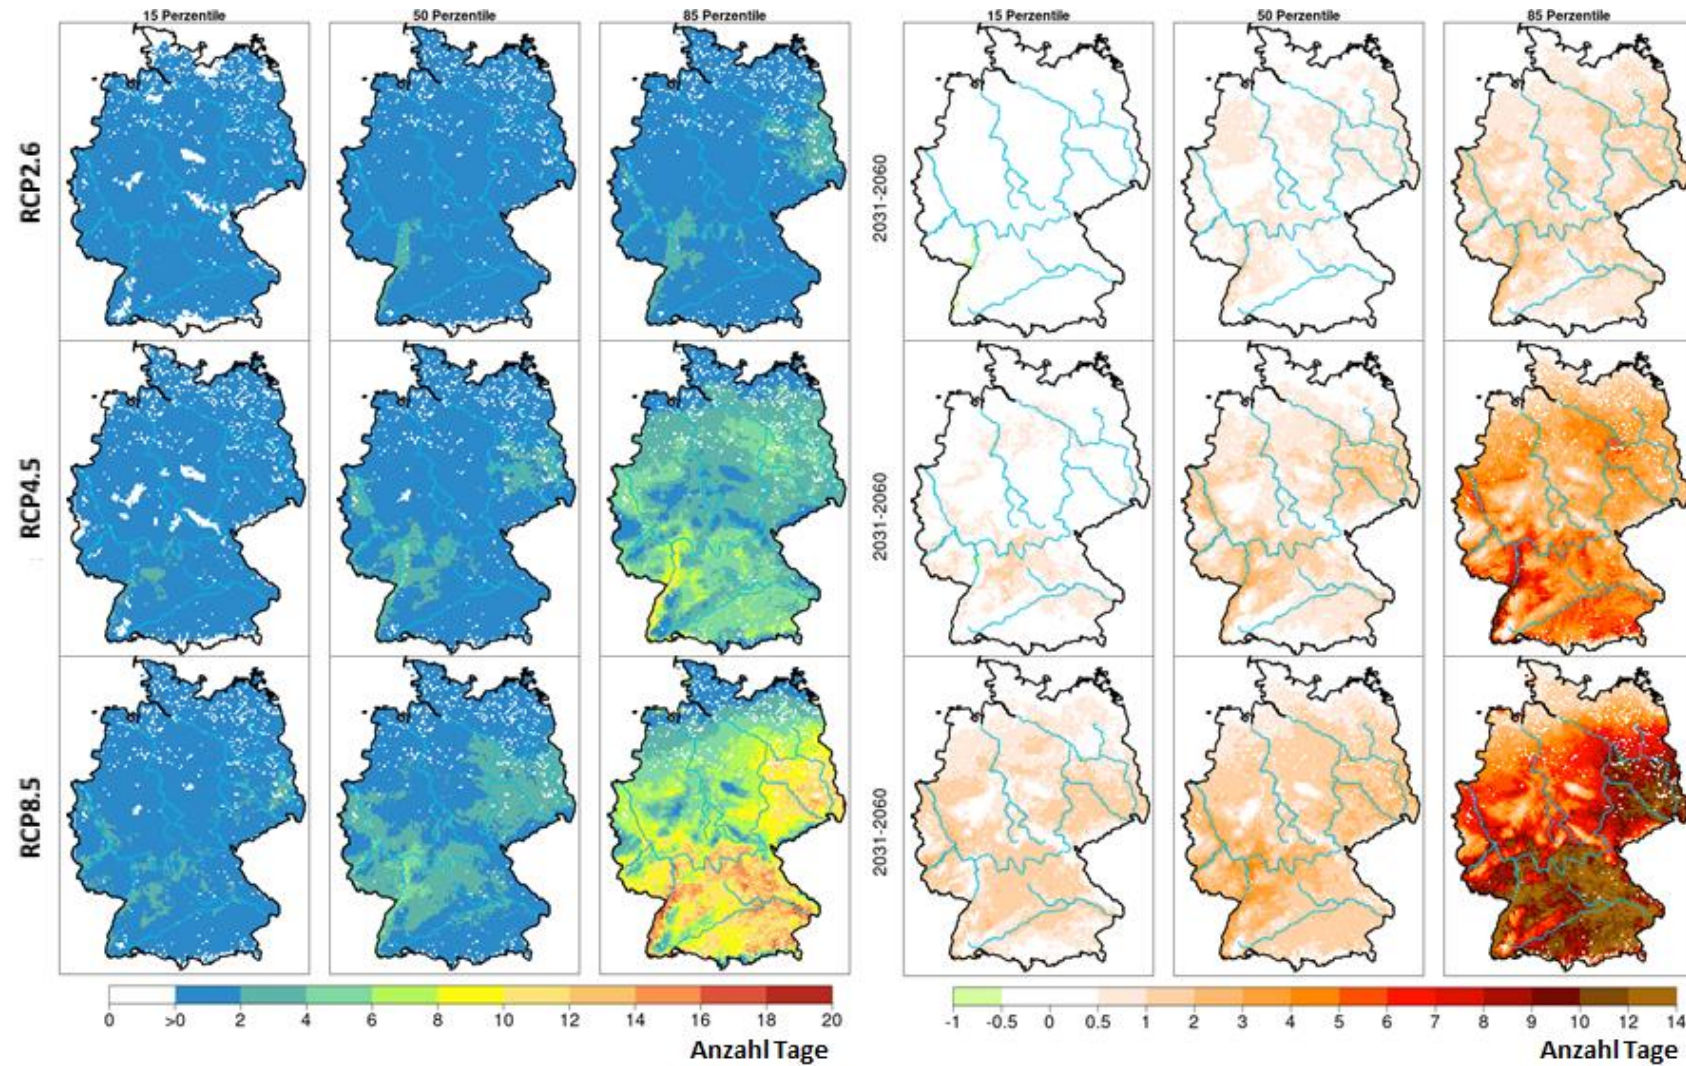 15 Perzentile 50 Perzentile 85 Perzentile 15 Perzentile 50 Perzentile 85 Perzentile
RCP2.6 2031-2060
RCP4.5 2031-2060
RCP8.5 2031-2060
0 >0 2 4 6 8 10 12 14 16 18 20 -1 -0.5 0 0.5 1 2 3 4 5 6 7 8 9 10 12 14
Anzahl Tage Anzahl Tage